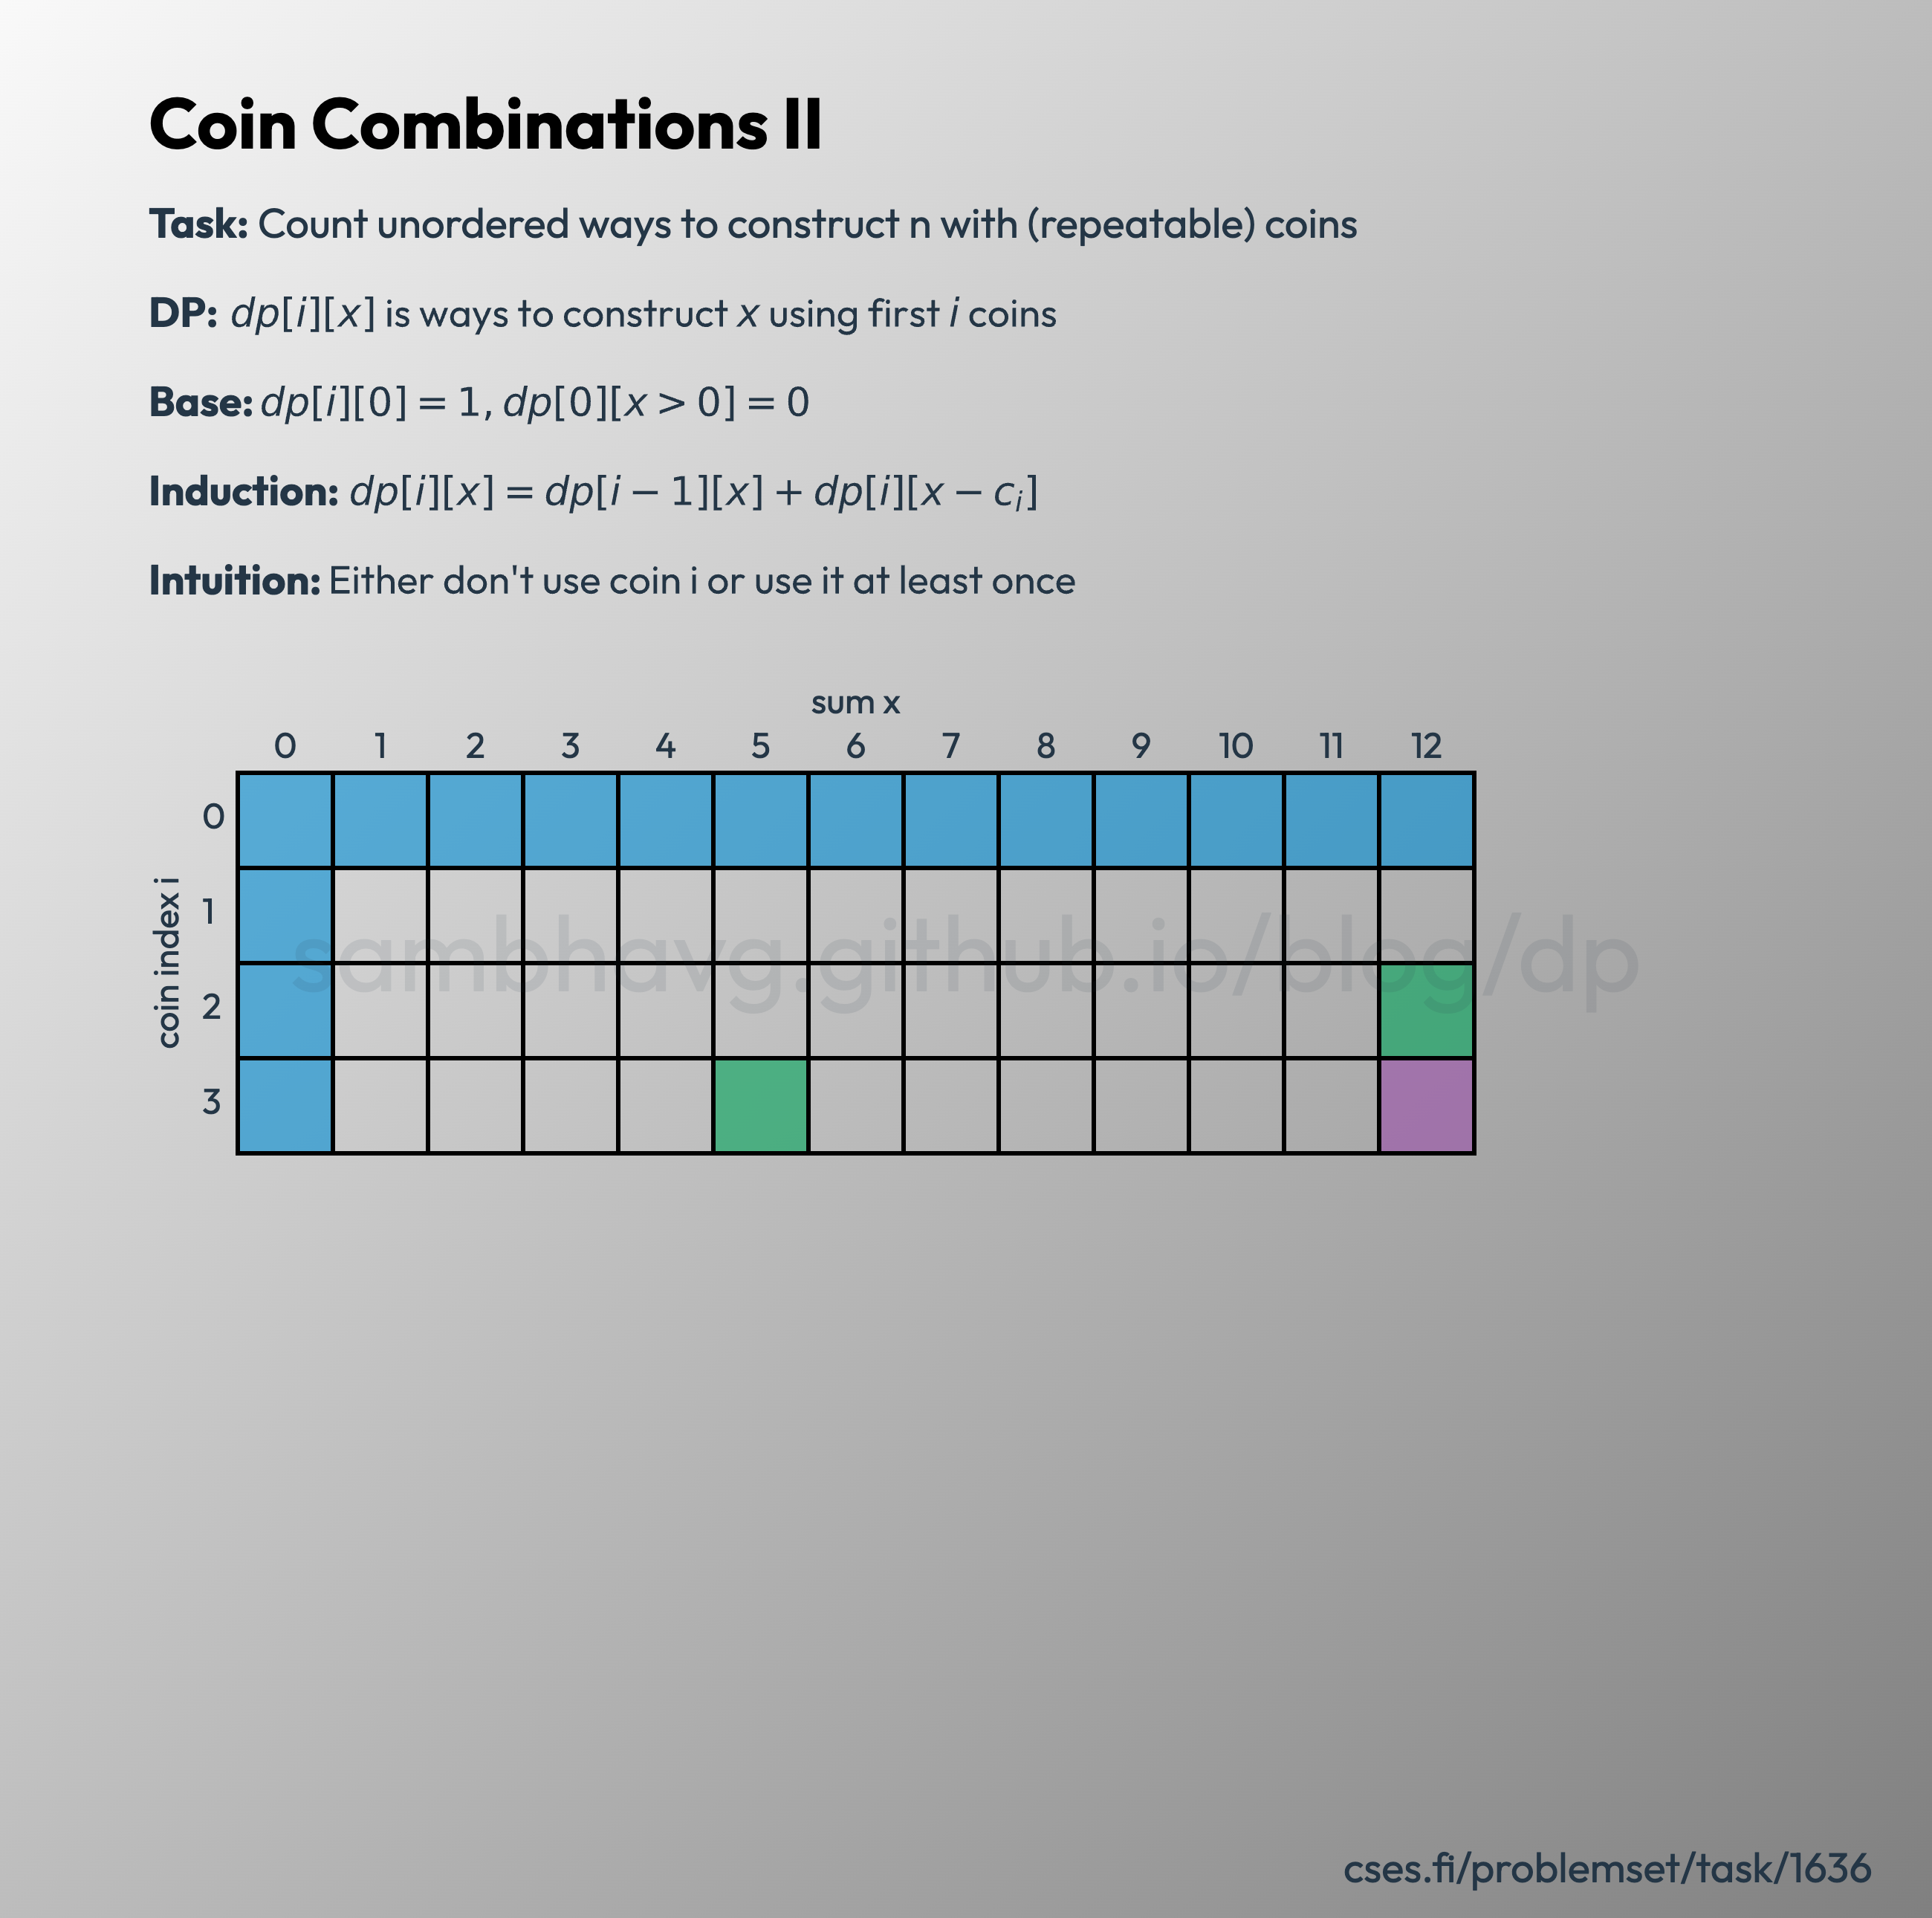 Coin Combinations II
Task: Count unordered ways to construct n with (repeatable) coins
DP: dp[i][x] is ways to construct x using first i coins
Base: dp[i][0] = 1, dp[0][x > 0] = 0
Induction: dp[i][x] = dp[i − 1][x] + dp[i][x − cᵢ]
Intuition: Either don't use coin i or use it at least once
sum x
0 1 2 3 4 5 6 7 8 9 10 11 12
coin index i
0
1
2
3
sambhavg.github.io/blog/dp
cses.fi/problemset/task/1636